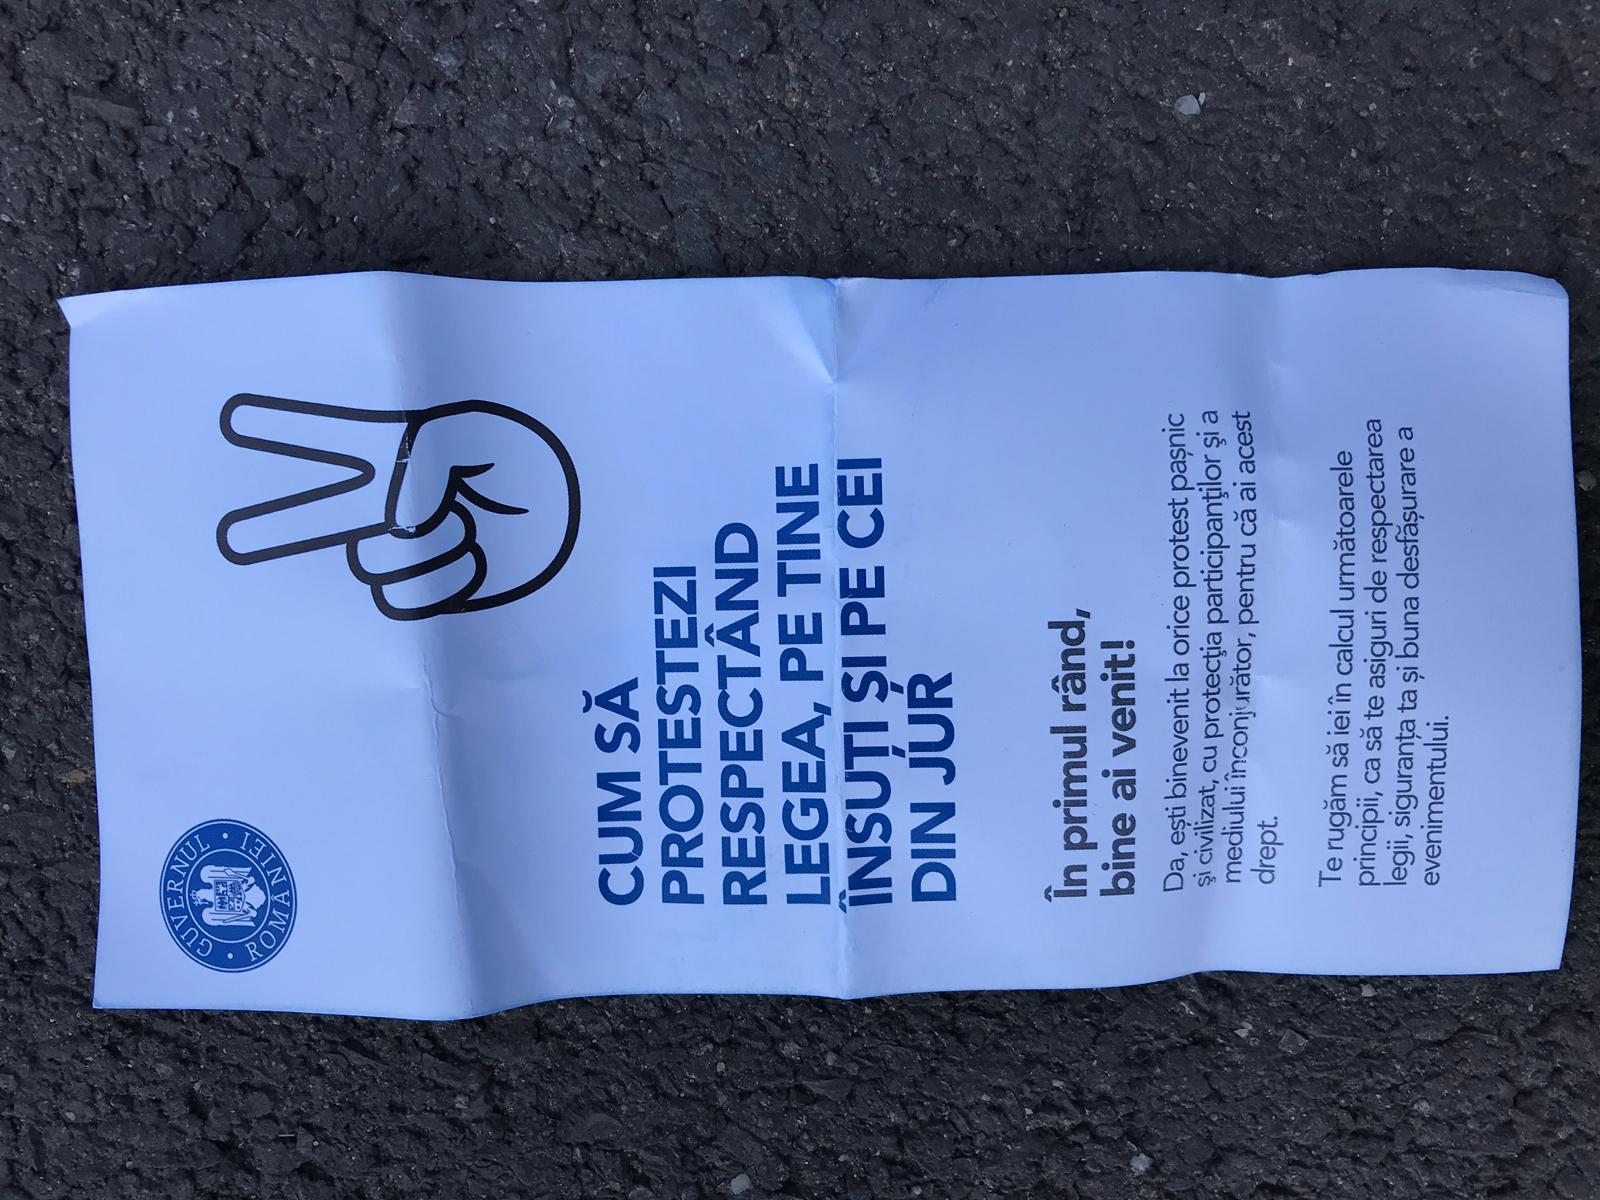 GUVERNUL ROMÂNIEI
CUM SĂ
PROTESTEZI
RESPECTÂND
LEGEA, PE TINE
ÎNSUȚI ȘI PE CEI
DIN JUR
În primul rând,
bine ai venit!
Da, ești binevenit la orice protest pașnic
și civilizat, cu protecția participanților și a
mediului înconjurător, pentru că ai acest
drept.
Te rugăm să iei în calcul următoarele
principii, ca să te asiguri de respectarea
legii, siguranța ta și buna desfășurare a
evenimentului.